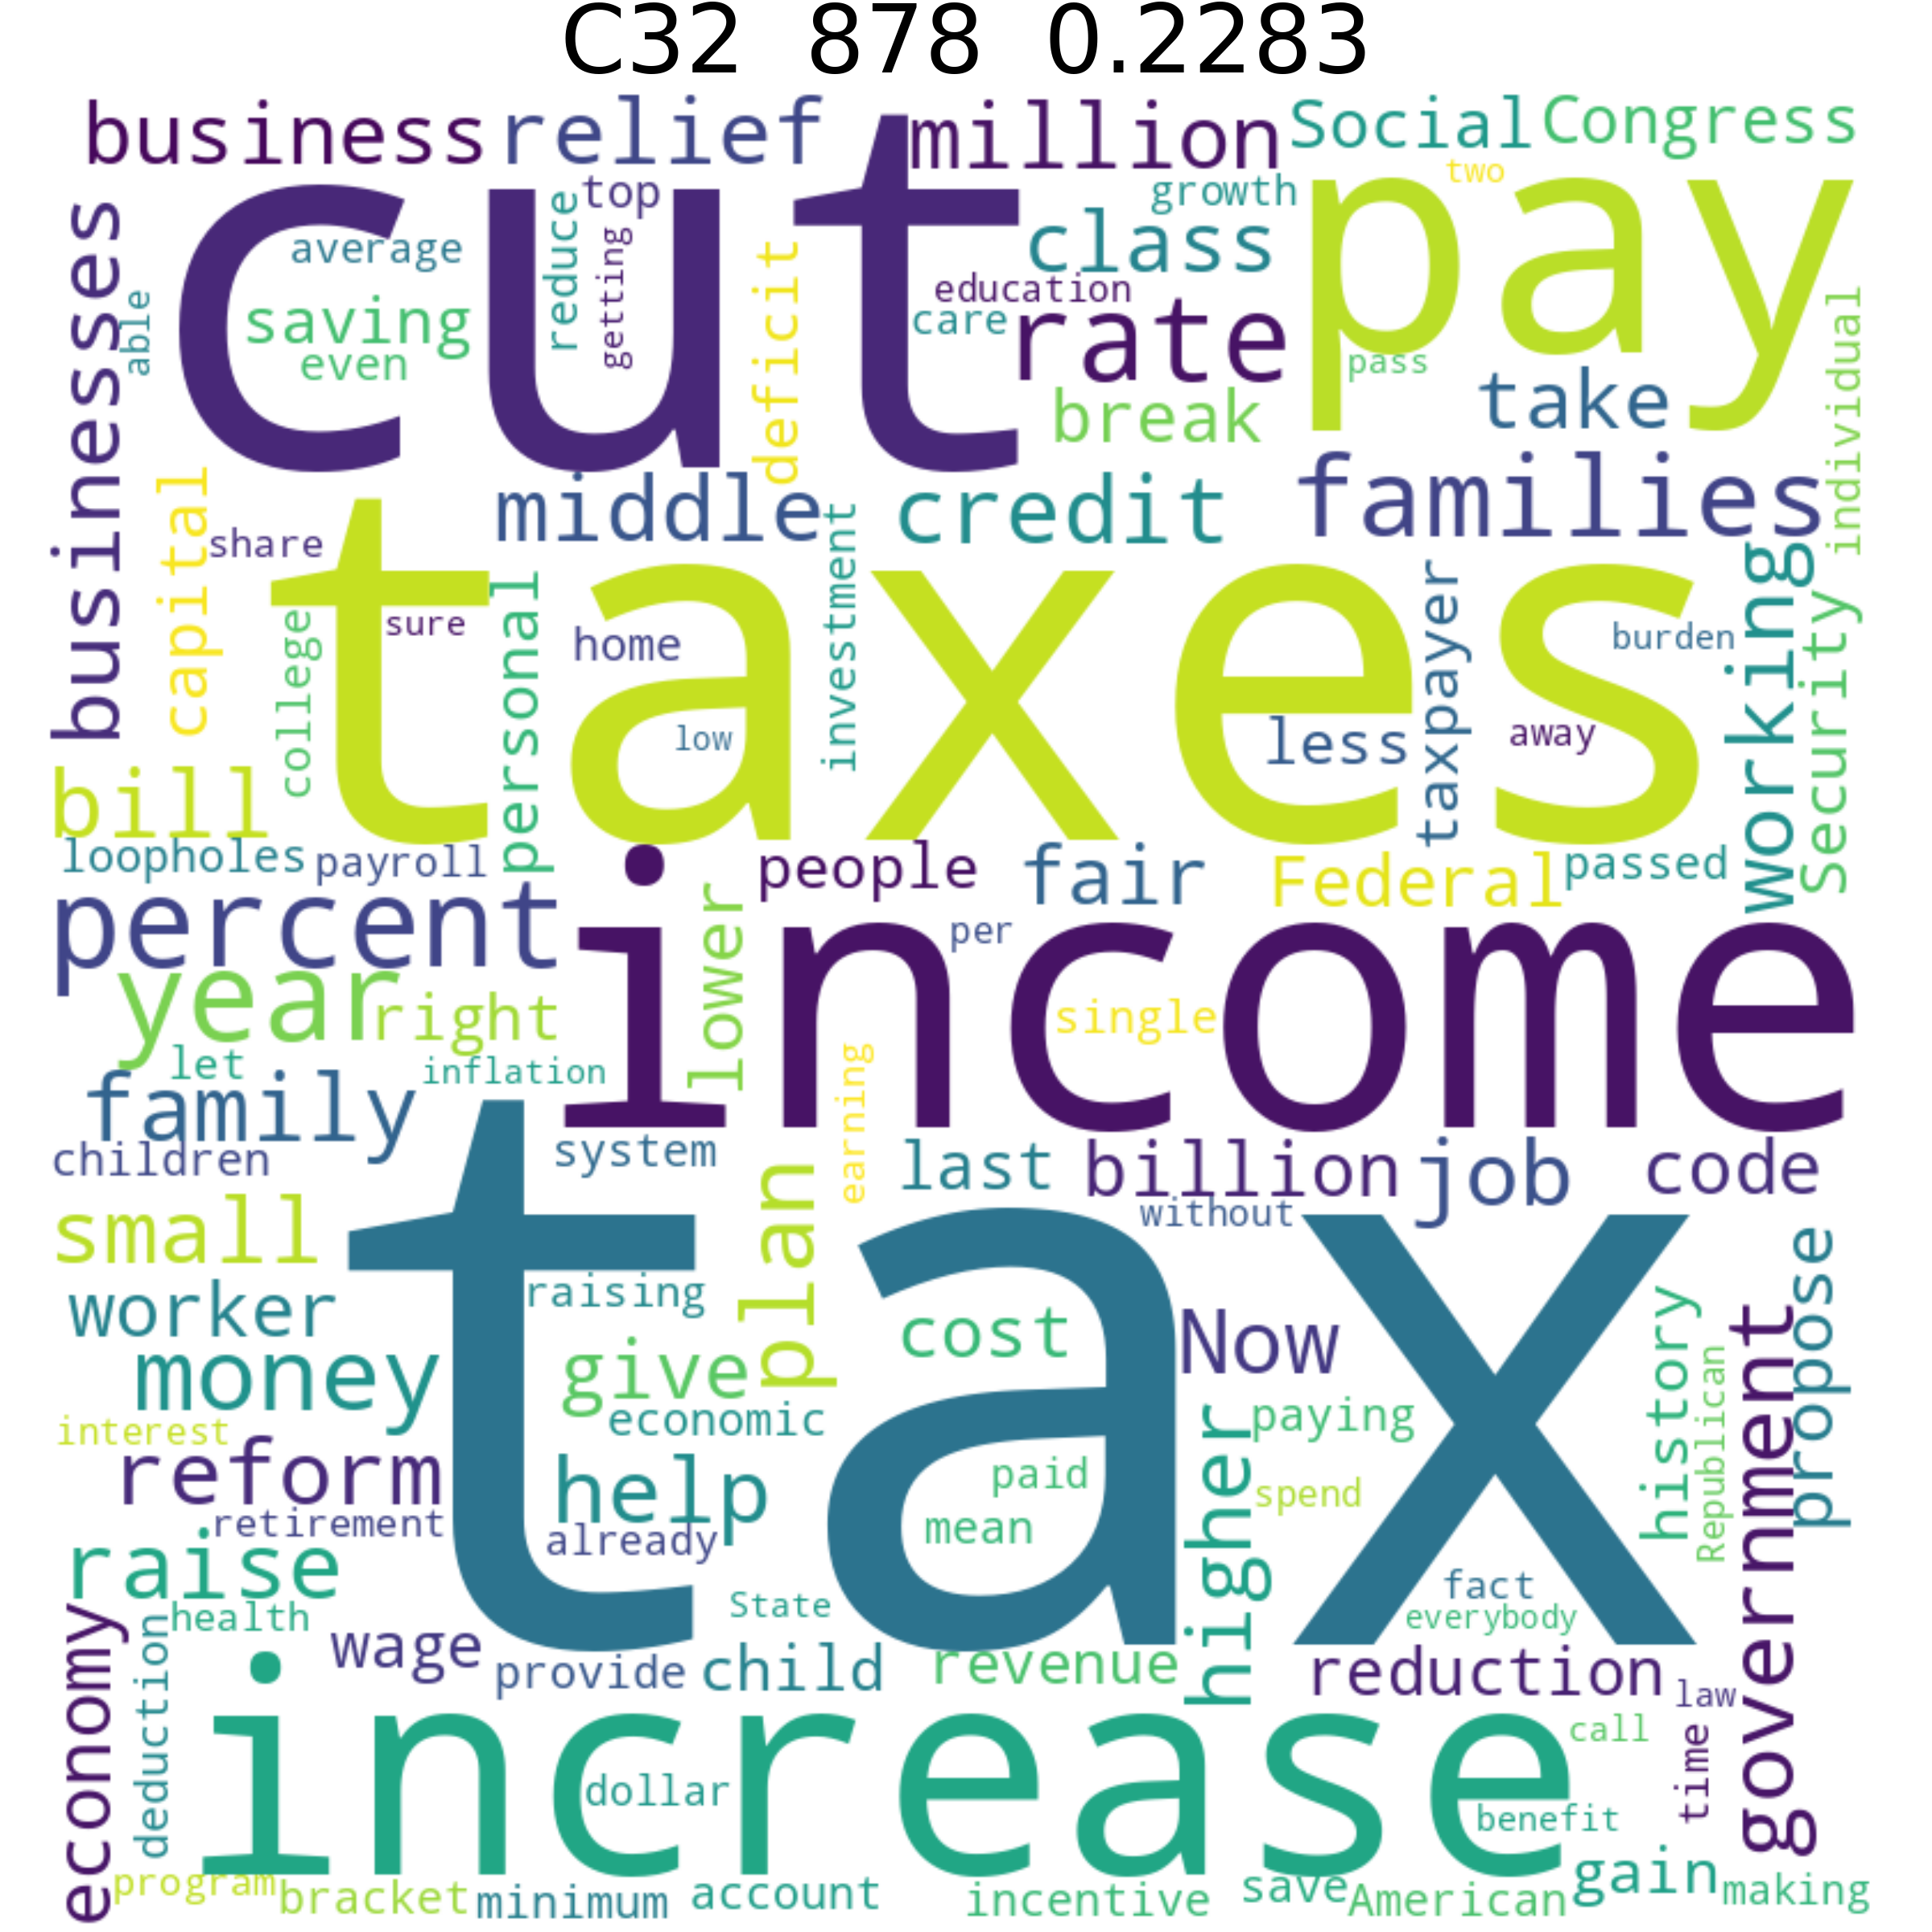 C32 878 0.2283
business relief million Social Congress
two
top growth
businesses cut reduce pay
average class
able getting deficit education
saving care rate individual
even pass
break take
capital middle credit families
share investment
taxes personal working
college sure home taxpayer burden Security
low less away
bill
loopholes payroll people fair Federal passed
percent lower per
income
year right single
let inflation
family earning
children system last billion job code
small plan without
tax propose
worker raising history government
cost Now
money give Republican
economic higher paying
interest
reform help paid spend
retirement already mean
raise fact
health State everybody
economy deduction wage provide child revenue reduction law
increase call time
dollar benefit
program bracket minimum account incentive save American gain making